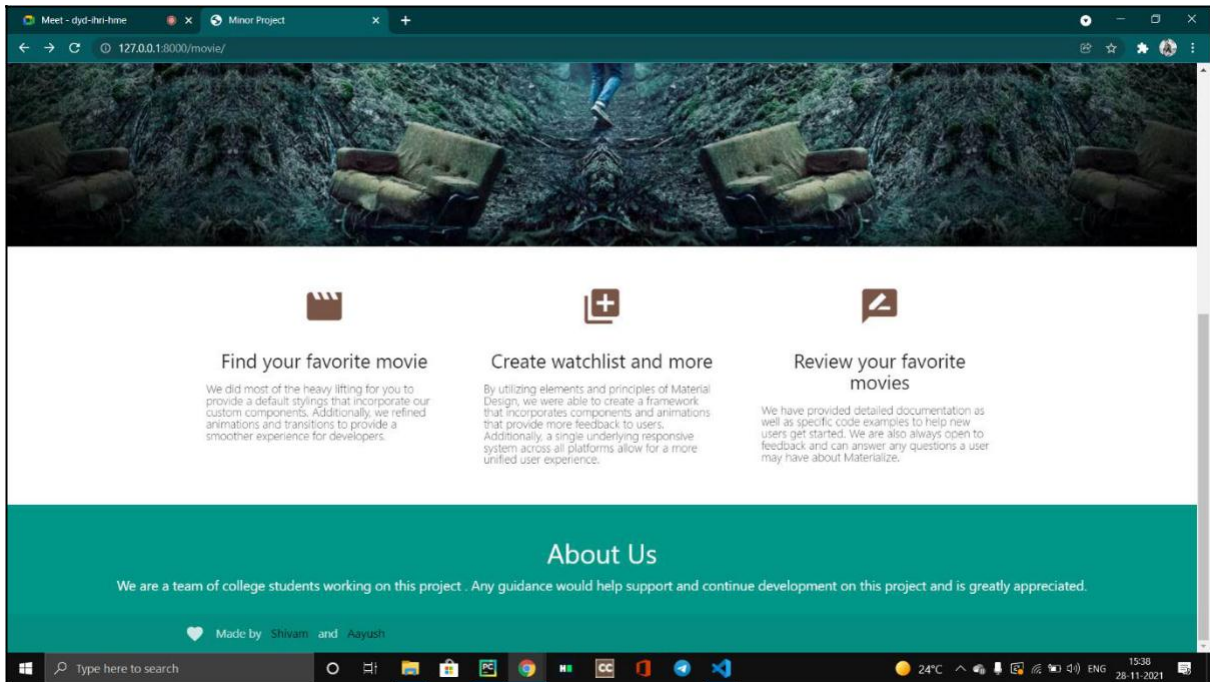 Meet - dyd-ihri-hme
Minor Project
127.0.0.1:8000/movie/
Find your favorite movie
We did most of the heavy lifting for you to
provide a default stylings that incorporate our
custom components. Additionally, we refined
animations and transitions to provide a
smoother experience for developers.
Create watchlist and more
By utilizing elements and principles of Material
Design, we were able to create a framework
that incorporates components and animations
that provide more feedback to users.
Additionally, a single underlying responsive
system across all platforms allow for a more
unified user experience.
Review your favorite
movies
We have provided detailed documentation as
well as specific code examples to help new
users get started. We are also always open to
feedback and can answer any questions a user
may have about Materialize.
About Us
We are a team of college students working on this project . Any guidance would help support and continue development on this project and is greatly appreciated.
Made by Shivam and Aayush
Type here to search
PC
CC
24°C
ENG
15:38
28-11-2021